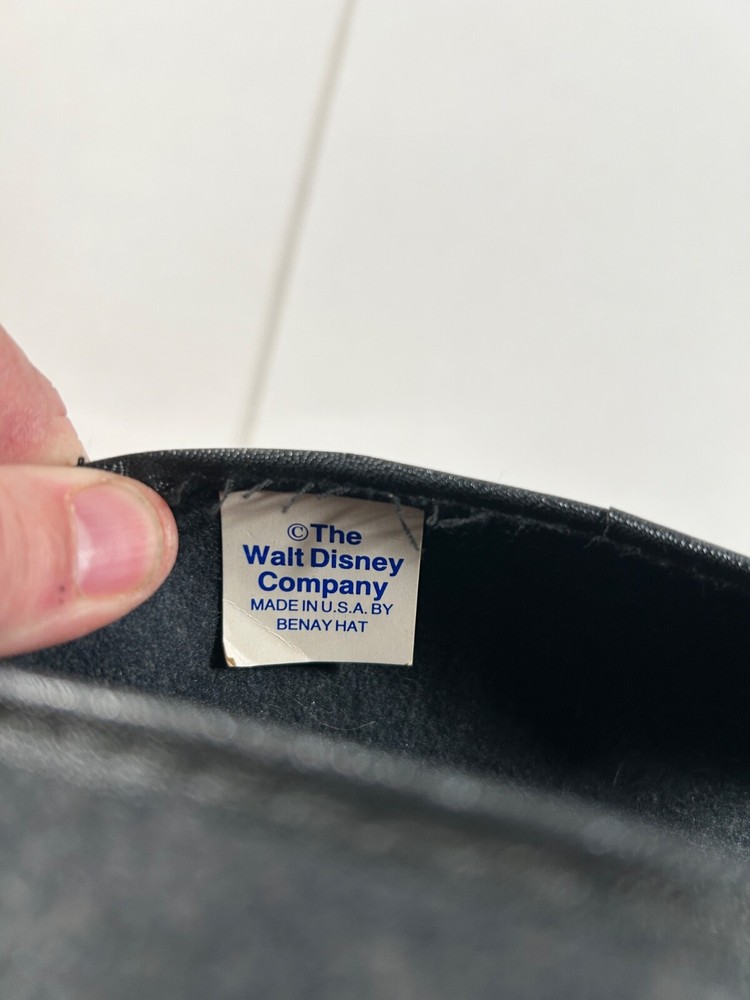 ©The
Walt Disney
Company
MADE IN U.S.A. BY
BENAY HAT